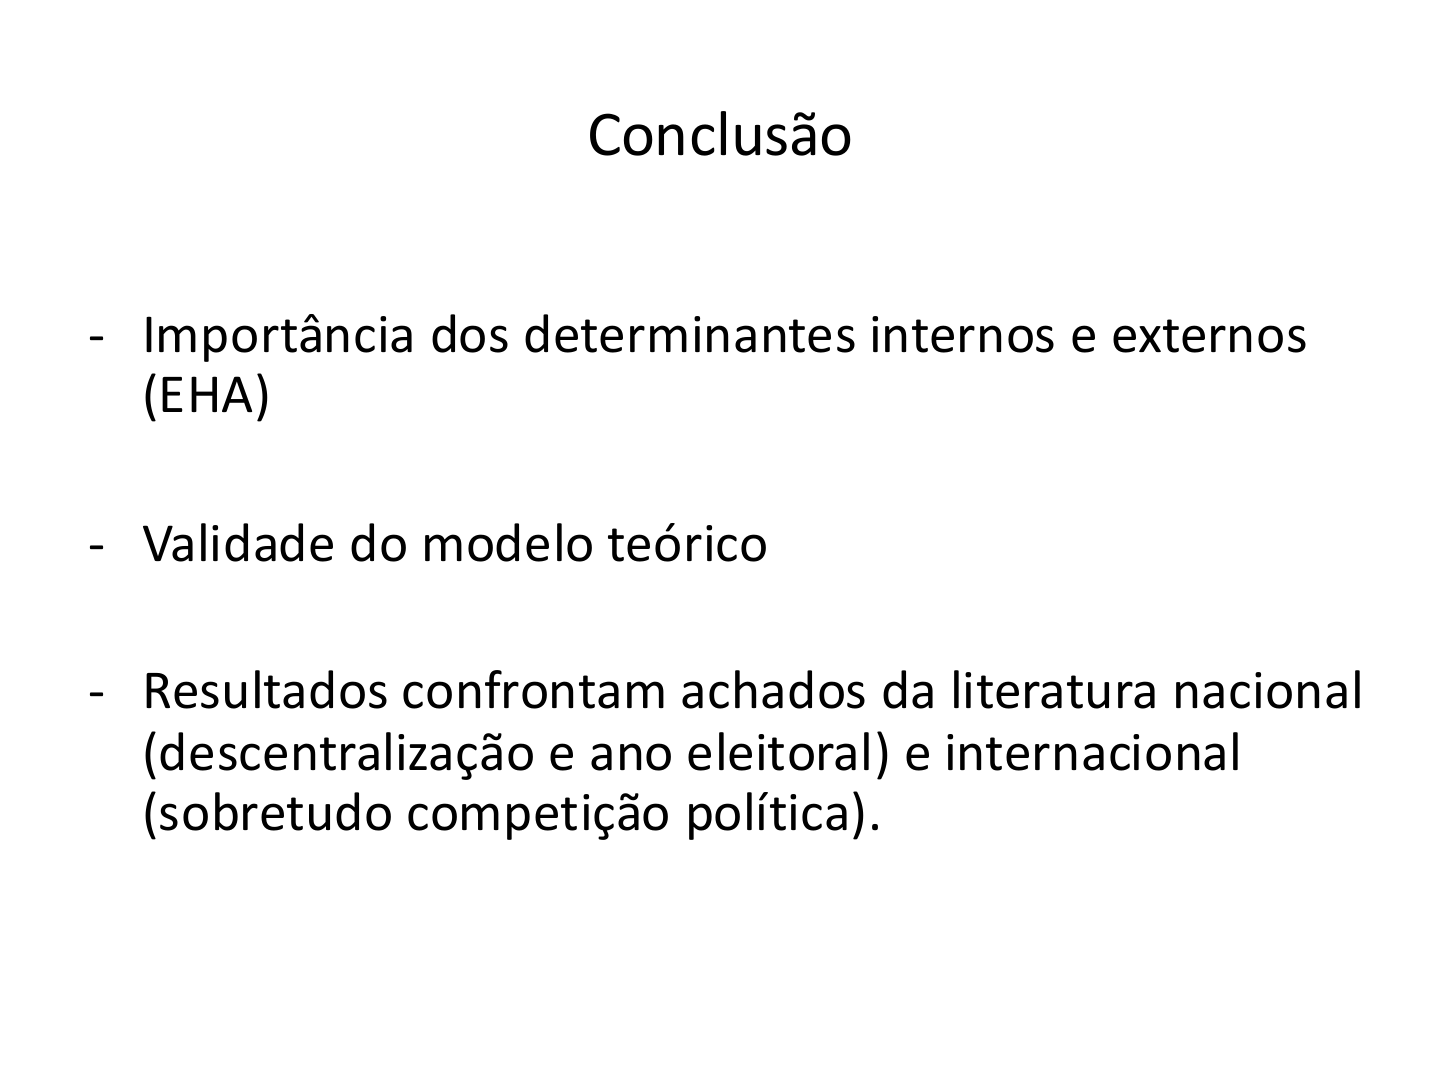 Conclusão
- Importância dos determinantes internos e externos
(EHA)
- Validade do modelo teórico
- Resultados confrontam achados da literatura nacional
(descentralização e ano eleitoral) e internacional
(sobretudo competição política).